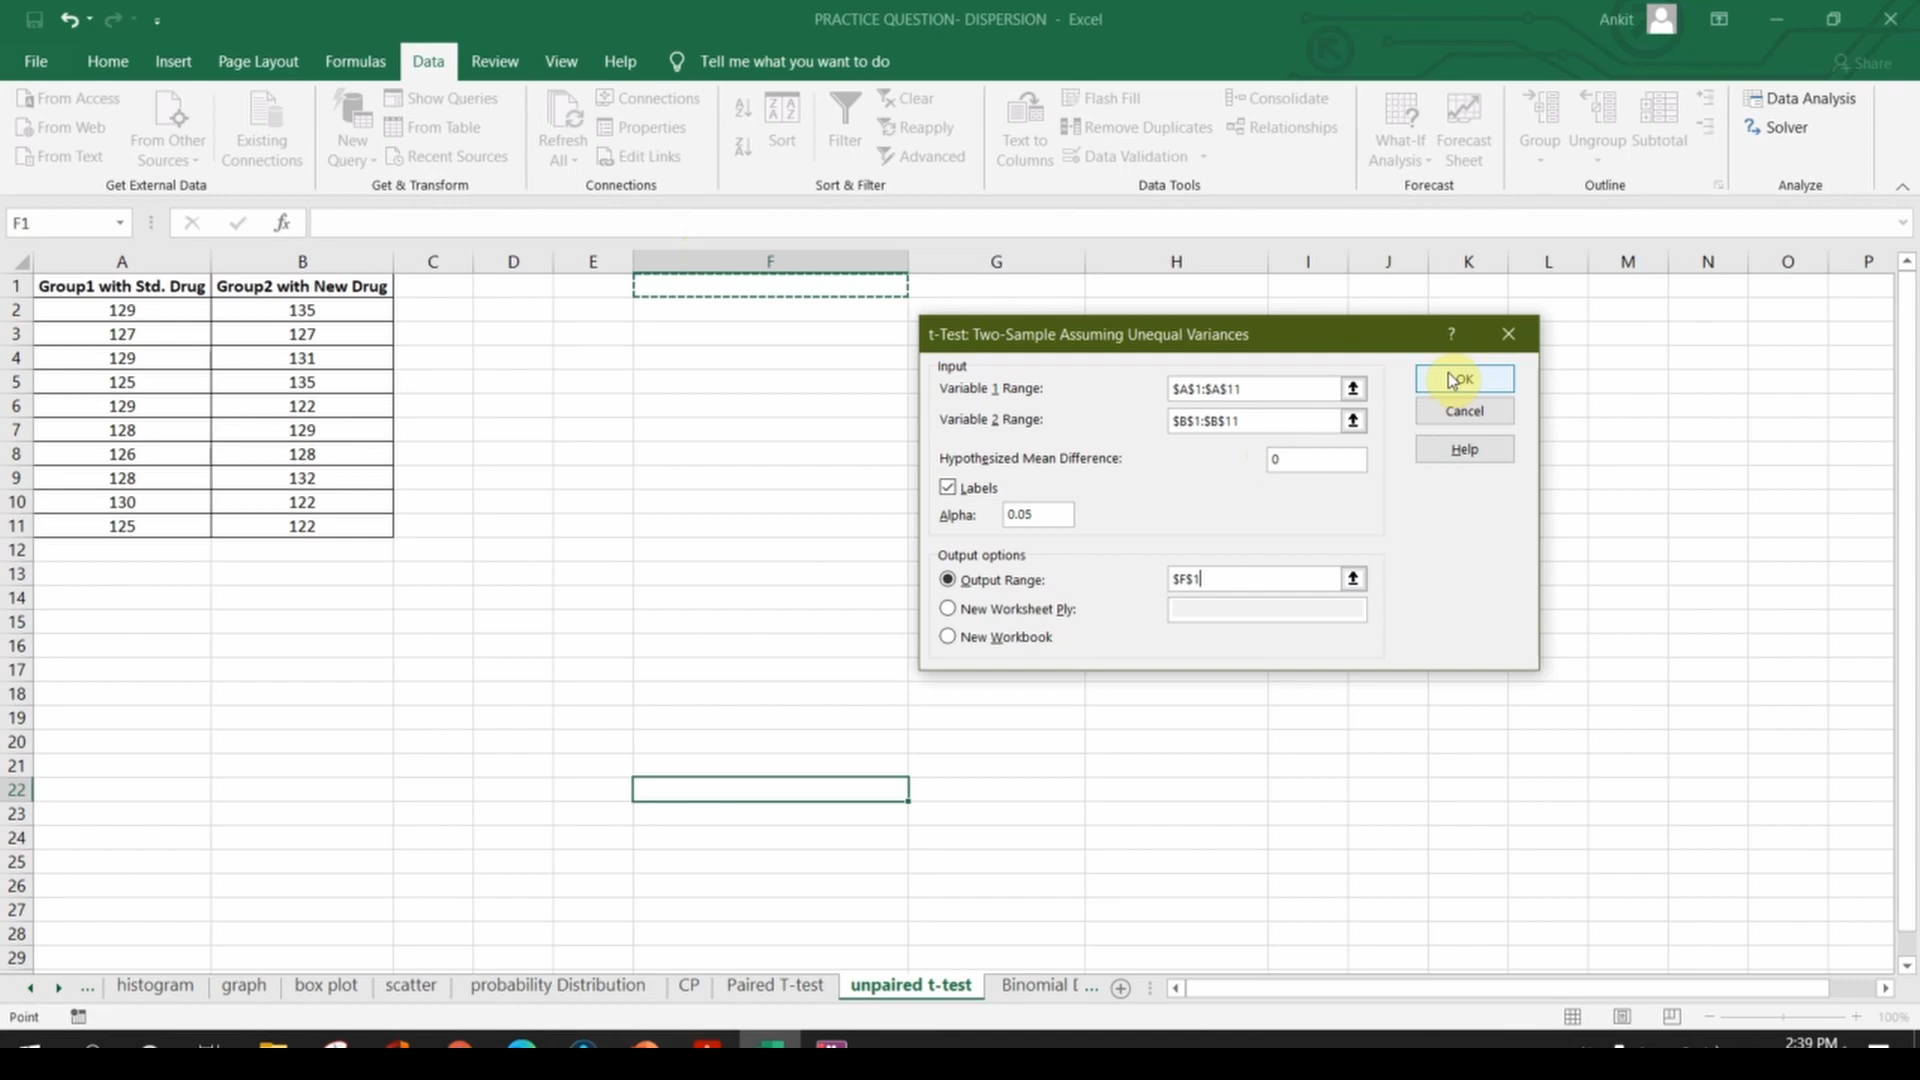 PRACTICE QUESTION- DISPERSION - Excel
Ankit
File Home Insert Page Layout Formulas Data Review View Help Tell me what you want to do
Share
From Access
From Web
From Text
From Other Sources
Existing Connections
Get External Data
New Query
Show Queries
From Table
Recent Sources
Get & Transform
Refresh All
Connections
Properties
Edit Links
Connections
Sort
Filter
Clear
Reapply
Advanced
Sort & Filter
Text to Columns
Flash Fill
Remove Duplicates
Data Validation
Consolidate
Relationships
Data Tools
What-If Analysis
Forecast Sheet
Forecast
Group
Ungroup
Subtotal
Outline
Data Analysis
Solver
Analyze
F1
fx
A B C D E F G H I J K L M N O P
1 Group1 with Std. Drug Group2 with New Drug
2 129 135
3 127 127
4 129 131
5 125 135
6 129 122
7 128 129
8 126 128
9 128 132
10 130 122
11 125 122
12
13
14
15
16
17
18
19
20
21
22
23
24
25
26
27
28
29
t-Test: Two-Sample Assuming Unequal Variances ?
Input
Variable 1 Range: $A$1:$A$11
Variable 2 Range: $B$1:$B$11
Hypothesized Mean Difference: 0
Labels
Alpha: 0.05
Output options
Output Range: $F$1
New Worksheet Ply:
New Workbook
OK
Cancel
Help
... histogram graph box plot scatter probability Distribution CP Paired T-test unpaired t-test Binomial D ...
Point
100%
2:39 PM